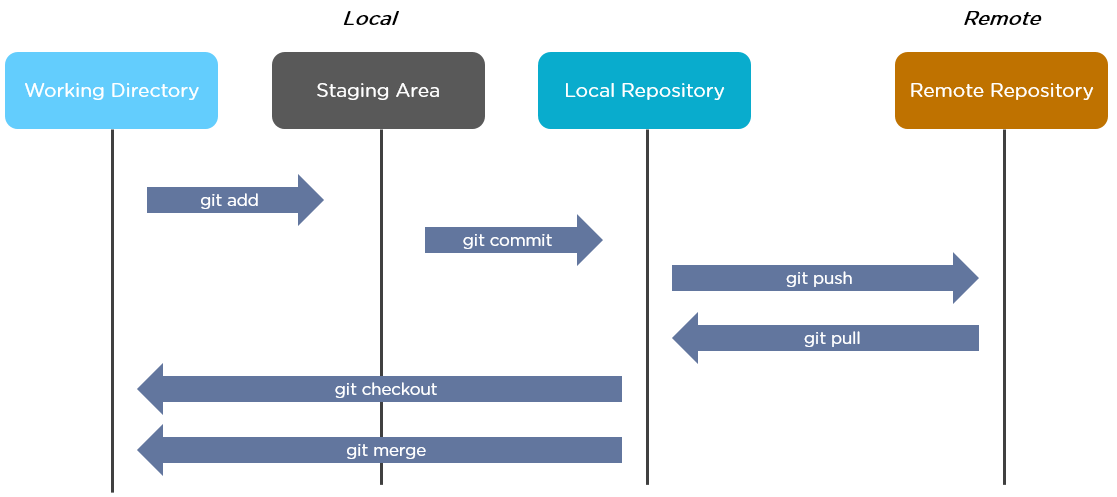 Local
Remote
Working Directory
Staging Area
Local Repository
Remote Repository
git add
git commit
git push
git pull
git checkout
git merge